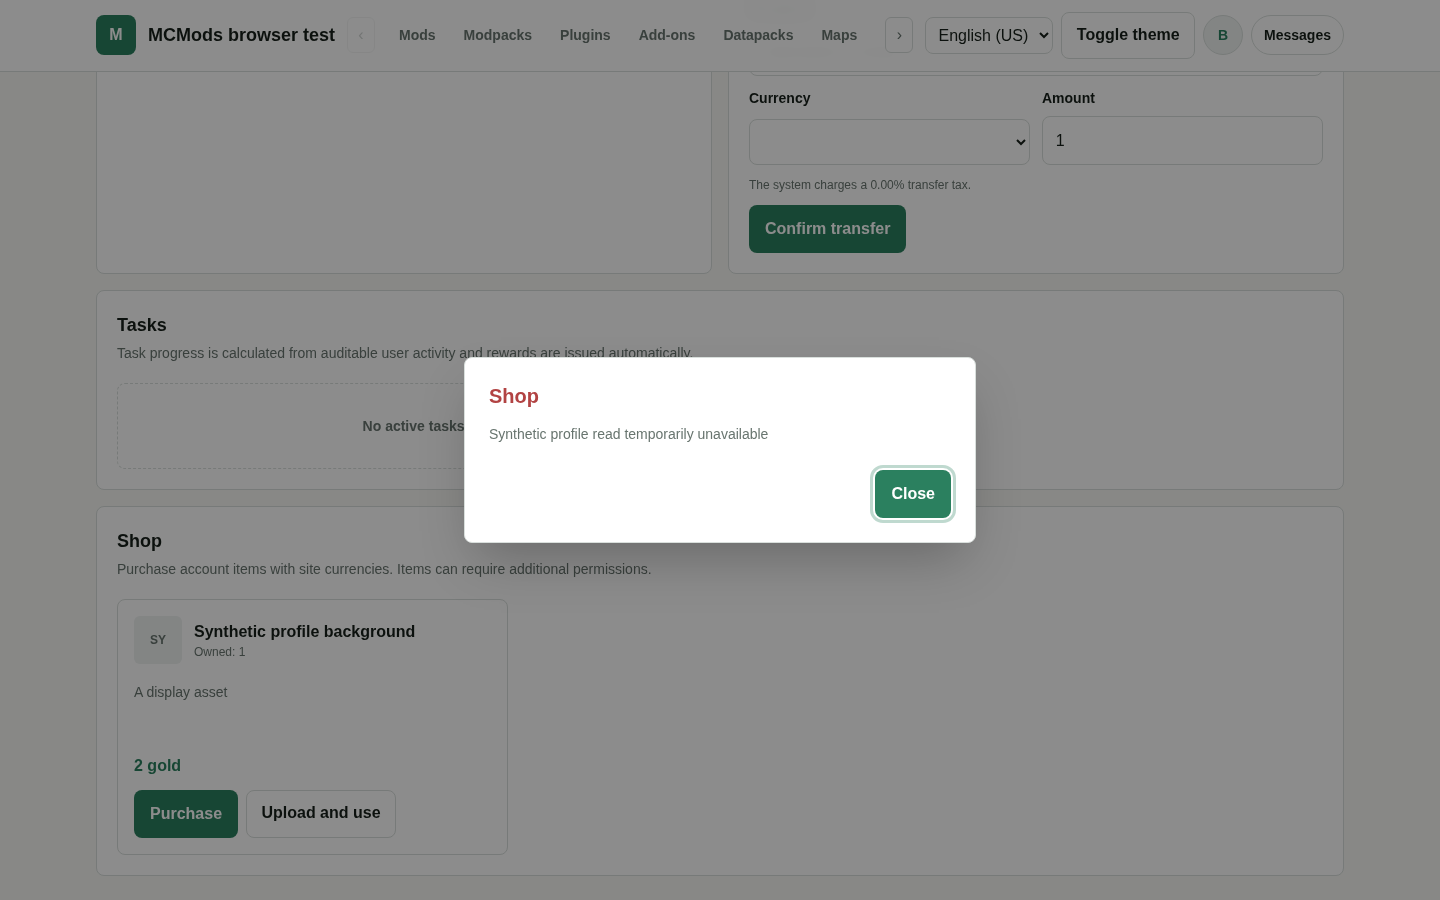 M
MCMods browser test
‹
Mods
Modpacks
Plugins
Add-ons
Datapacks
Maps
›
English (US)
Toggle theme
B
Messages
Currency
Amount
1
The system charges a 0.00% transfer tax.
Confirm transfer
Tasks
Task progress is calculated from auditable user activity and rewards are issued automatically.
No active tasks
Shop
Synthetic profile read temporarily unavailable
Close
Shop
Purchase account items with site currencies. Items can require additional permissions.
SY
Synthetic profile background
Owned: 1
A display asset
2 gold
Purchase
Upload and use